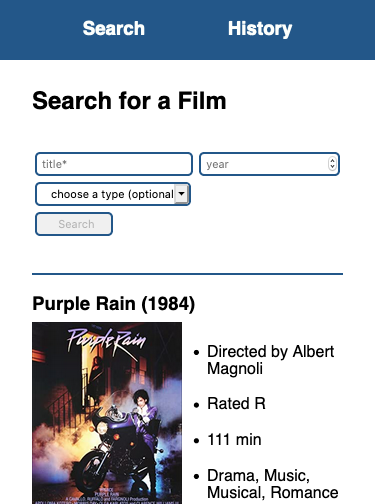 Search History
Search for a Film
title* year
choose a type (optional
Search
Purple Rain (1984)
Purple Rain
Directed by Albert
Magnoli
Rated R
111 min
Drama, Music,
Musical, Romance